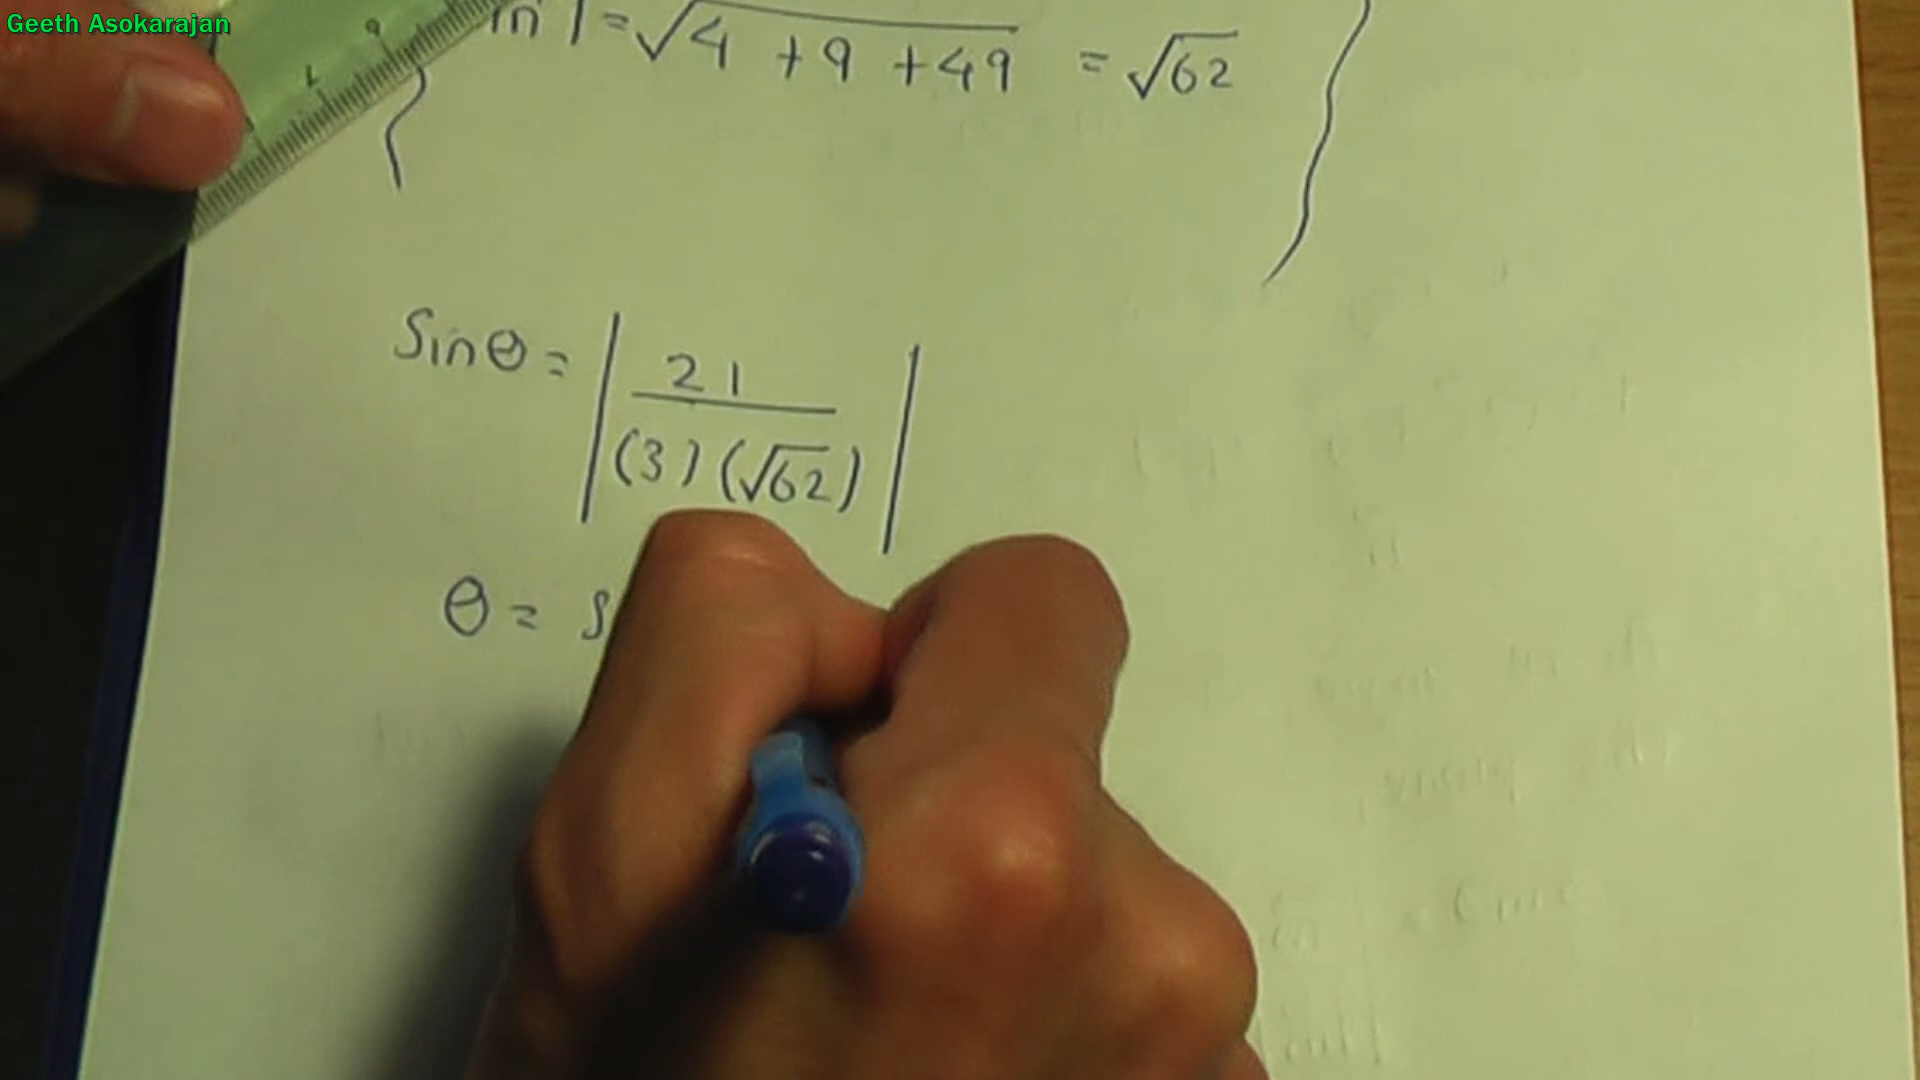 Geeth Asokarajan
n | = √4 + 9 + 49 = √62
Sinθ = | 21 / (3)(√62) |
θ = s